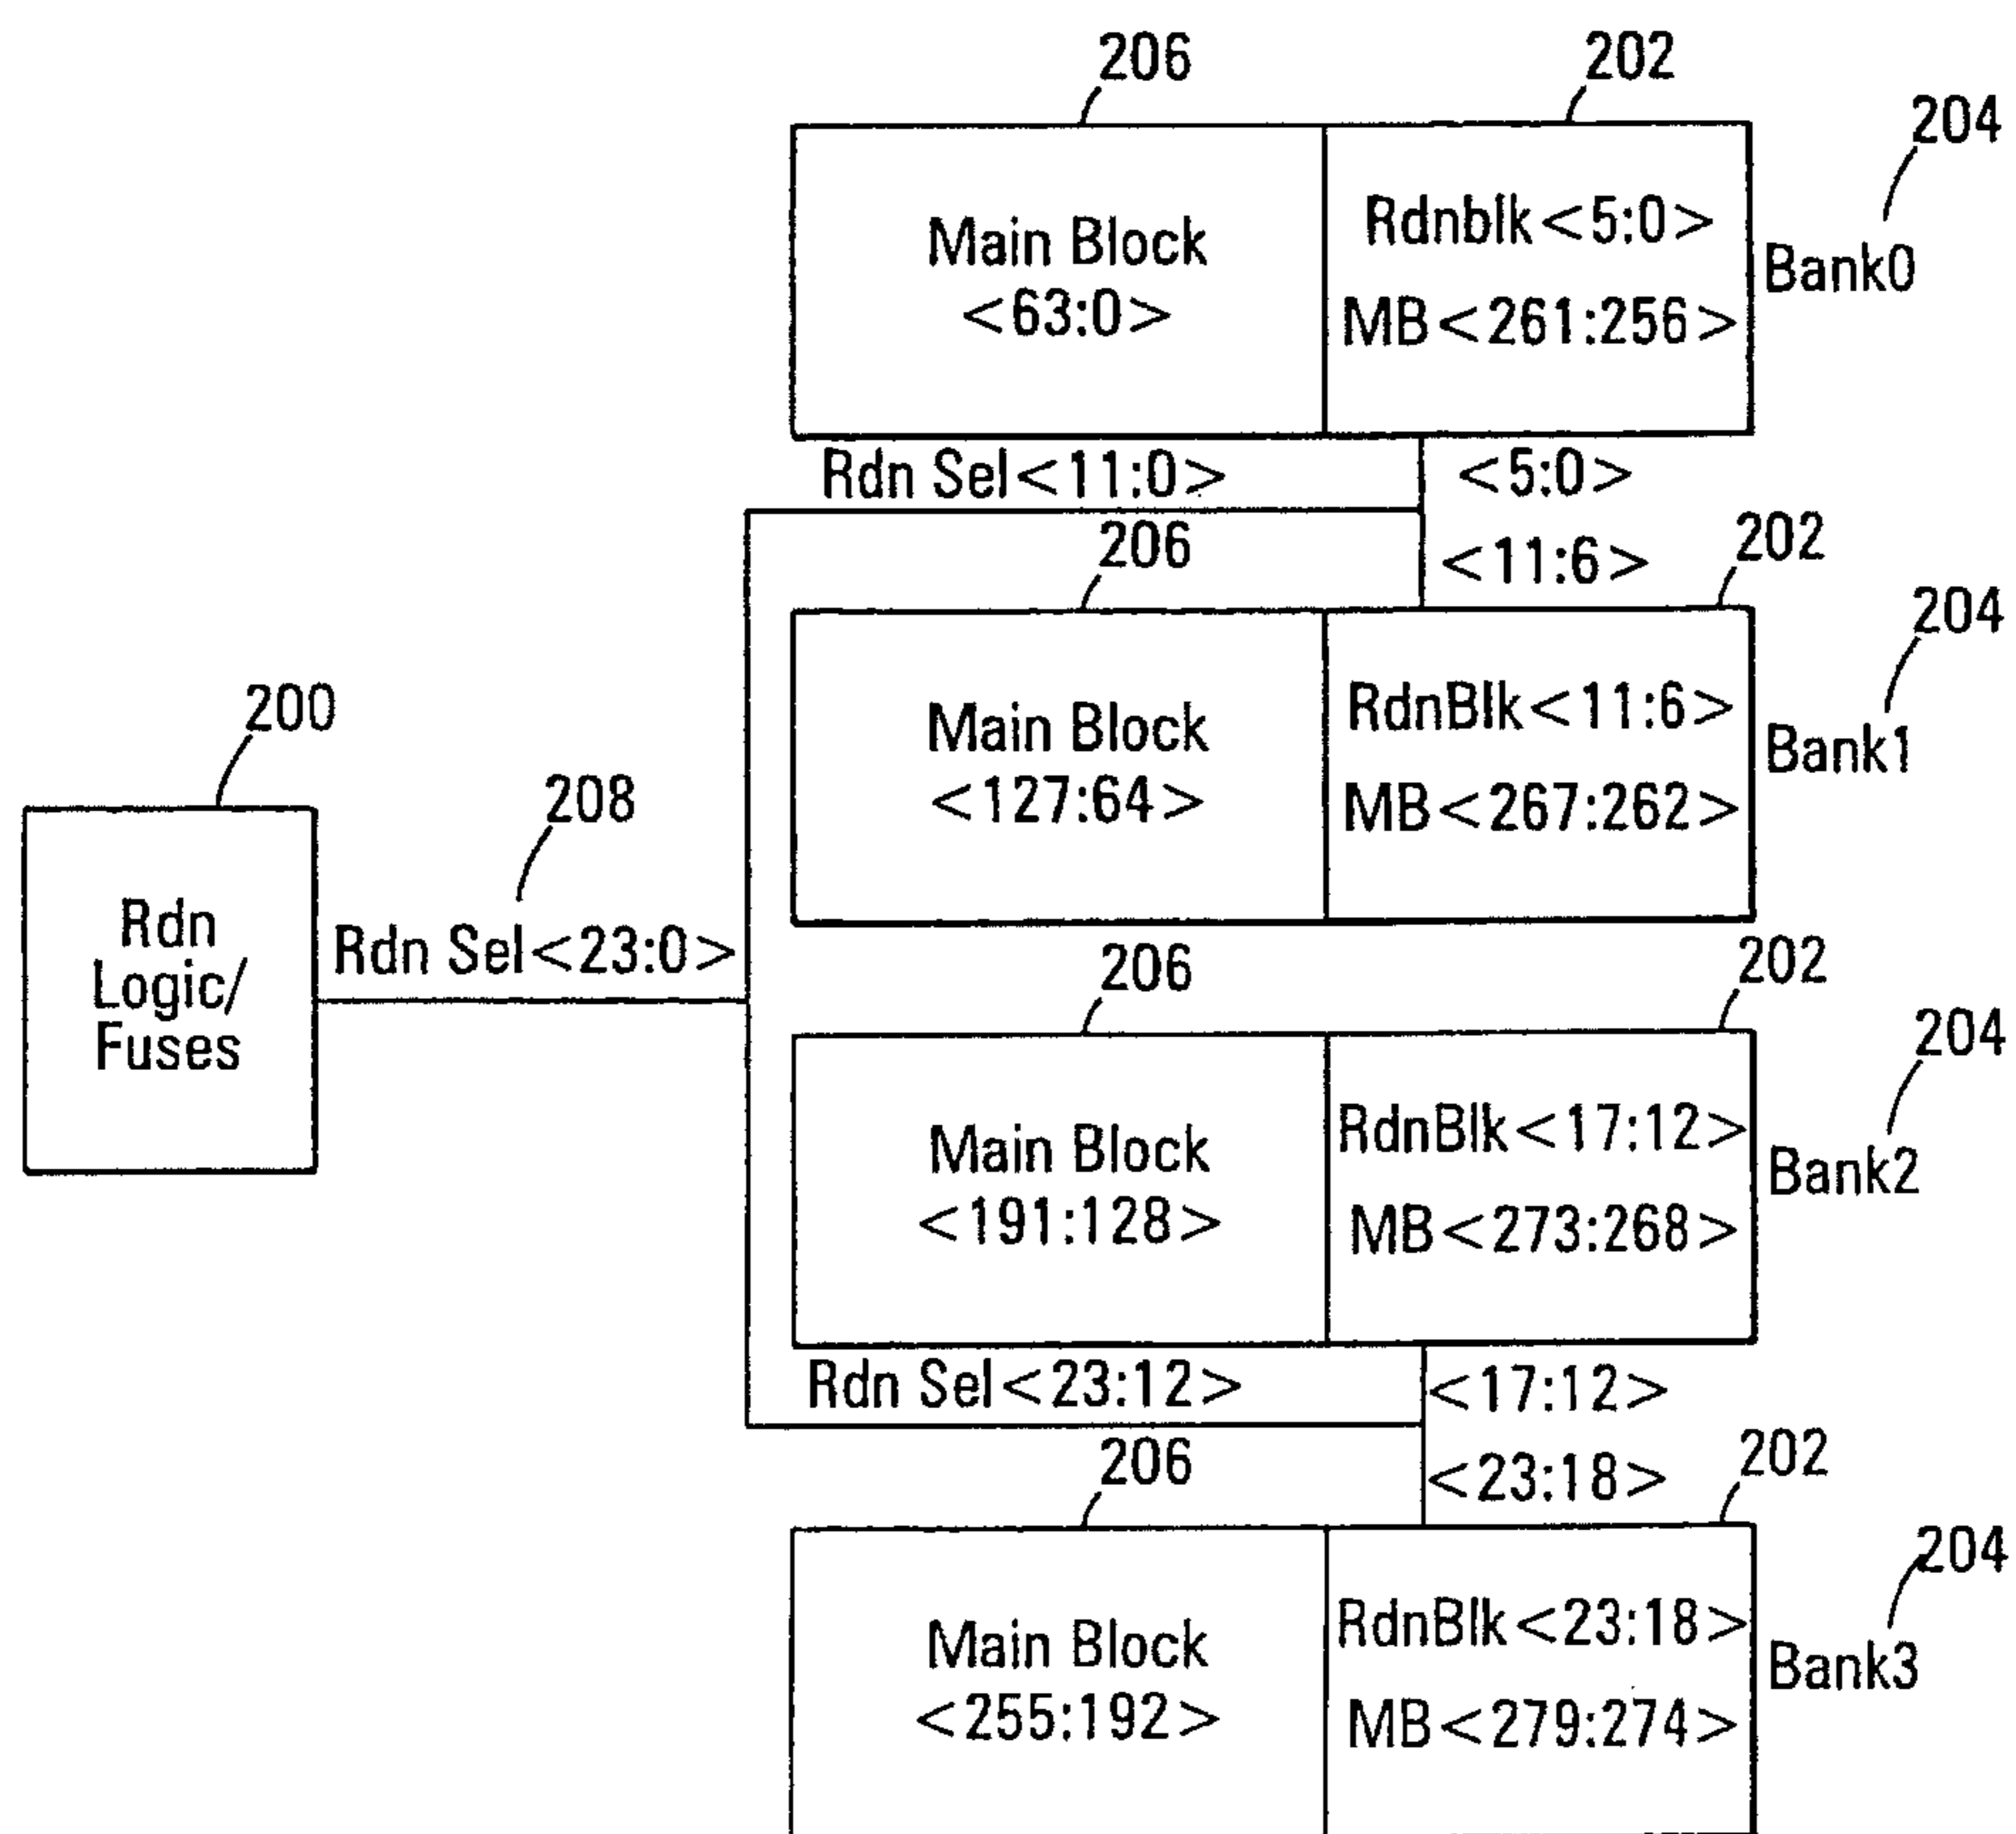 206
202
204
Main Block
<63:0>
Rdnblk<5:0>
MB<261:256>
Bank0
Rdn Sel<11:0>
<5:0>
<11:6>
206
202
204
Main Block
<127:64>
RdnBlk<11:6>
MB<267:262>
Bank1
200
208
Rdn
Logic/
Fuses
Rdn Sel<23:0>
206
202
204
Main Block
<191:128>
RdnBlk<17:12>
MB<273:268>
Bank2
Rdn Sel<23:12>
<17:12>
<23:18>
206
202
204
Main Block
<255:192>
RdnBlk<23:18>
MB<279:274>
Bank3